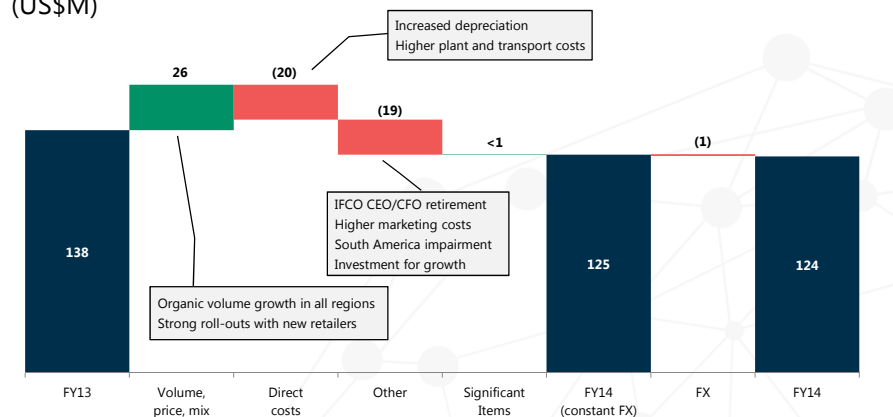 (US$M)
Increased depreciation
Higher plant and transport costs
26
(20)
(19)
<1
(1)
IFCO CEO/CFO retirement
Higher marketing costs
South America impairment
Investment for growth
138
125
124
Organic volume growth in all regions
Strong roll-outs with new retailers
FY13
Volume,
price, mix
Direct
costs
Other
Significant
Items
FY14
(constant FX)
FX
FY14